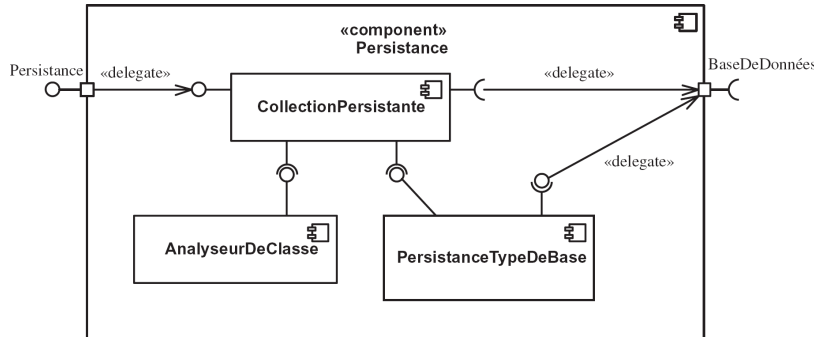 «component»
Persistance
Persistance
«delegate»
«delegate»
BaseDeDonnées
CollectionPersistante
«delegate»
AnalyseurDeClasse
PersistanceTypeDeBase